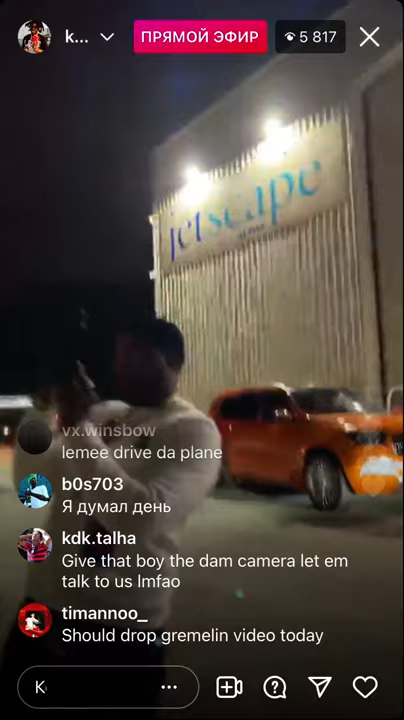 k...
ПРЯМОЙ ЭФИР
5 817
jetscape
vx.winsbow
lemee drive da plane
b0s703
Я думал день
kdk.talha
Give that boy the dam camera let em
talk to us lmfao
timannoo_
Should drop gremelin video today
К